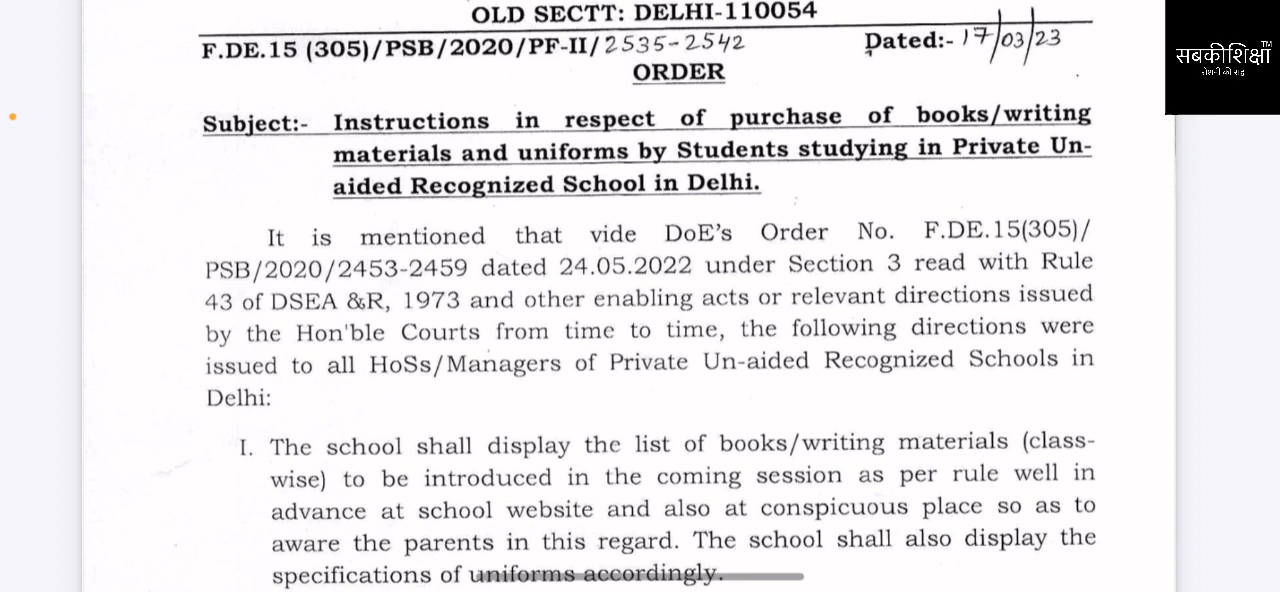 OLD SECTT: DELHI-110054
F.DE.15 (305)/PSB/2020/PF-II/2535-2542 Dated:- 17/03/23
ORDER
Subject:- Instructions in respect of purchase of books/writing
materials and uniforms by Students studying in Private Un-
aided Recognized School in Delhi.
It is mentioned that vide DoE's Order No. F.DE.15(305)/
PSB/2020/2453-2459 dated 24.05.2022 under Section 3 read with Rule
43 of DSEA &R, 1973 and other enabling acts or relevant directions issued
by the Hon'ble Courts from time to time, the following directions were
issued to all HoSs/Managers of Private Un-aided Recognized Schools in
Delhi:
I. The school shall display the list of books/writing materials (class-
wise) to be introduced in the coming session as per rule well in
advance at school website and also at conspicuous place so as to
aware the parents in this regard. The school shall also display the
specifications of uniforms accordingly.
सबकीशिक्षा TM
रोशनी की राह